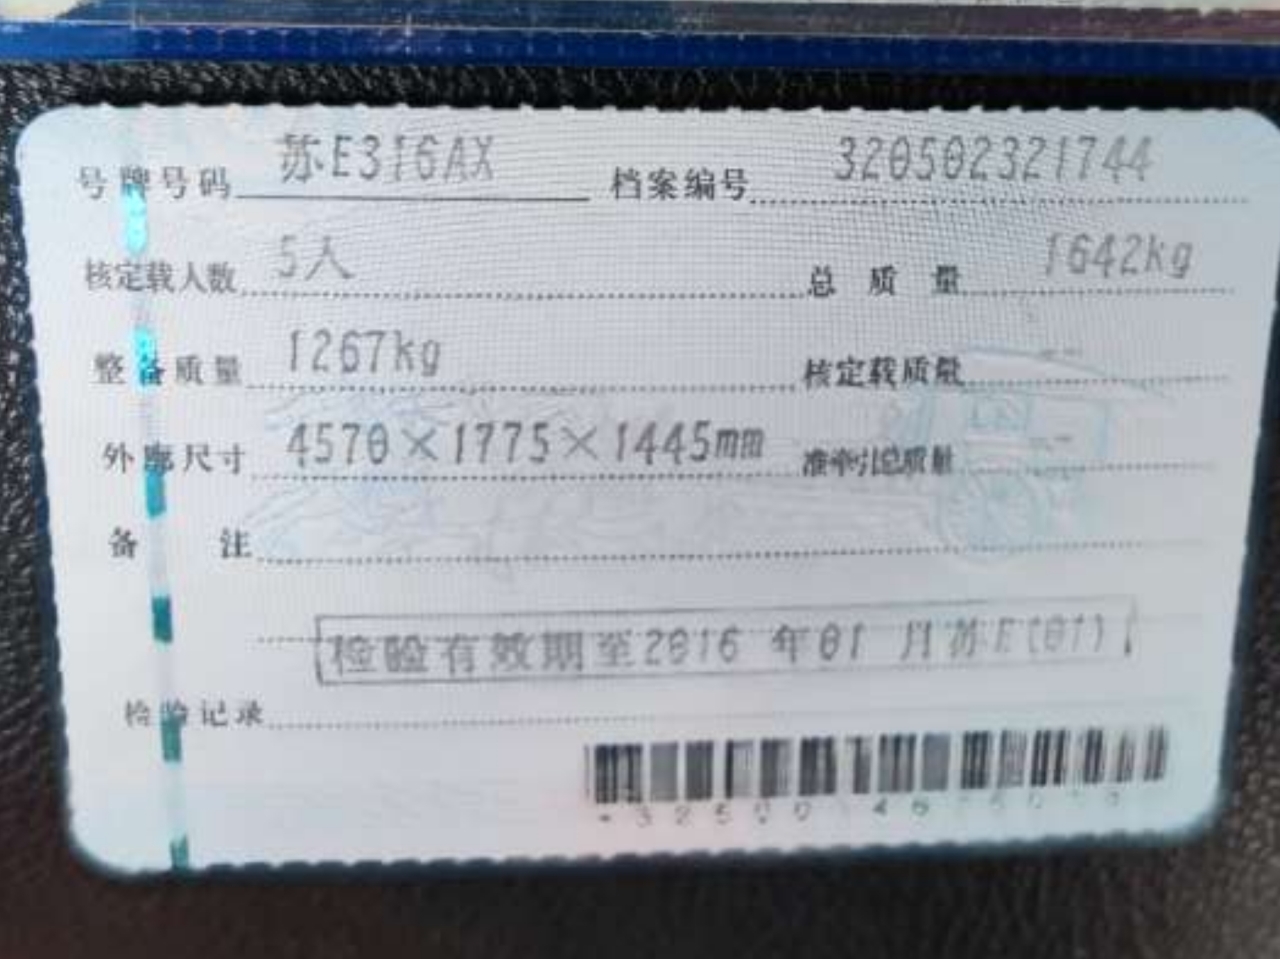 号牌号码 苏E316AX 档案编号 320502321744
核定载人数 5人 总质量 1642kg
整备质量 1267kg 核定载质量 --
外廓尺寸 4570×1775×1445mm 准牵引总质量 --
备注
检验有效期至2016年01月苏E(01)
检验记录